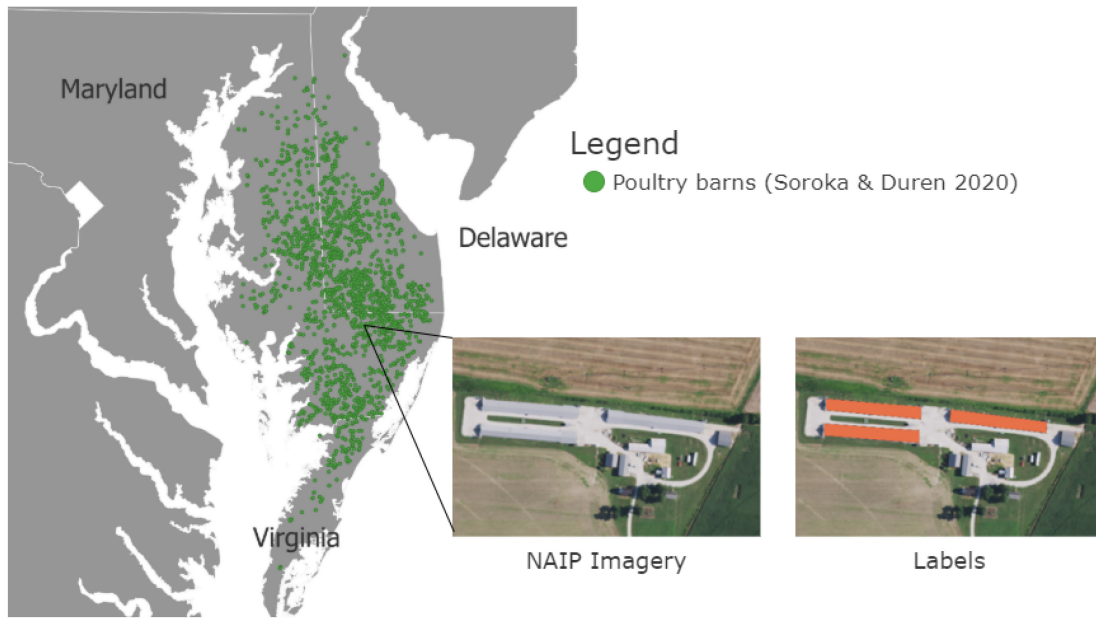 Maryland
Legend
Poultry barns (Soroka & Duren 2020)
Delaware
Virginia
NAIP Imagery
Labels